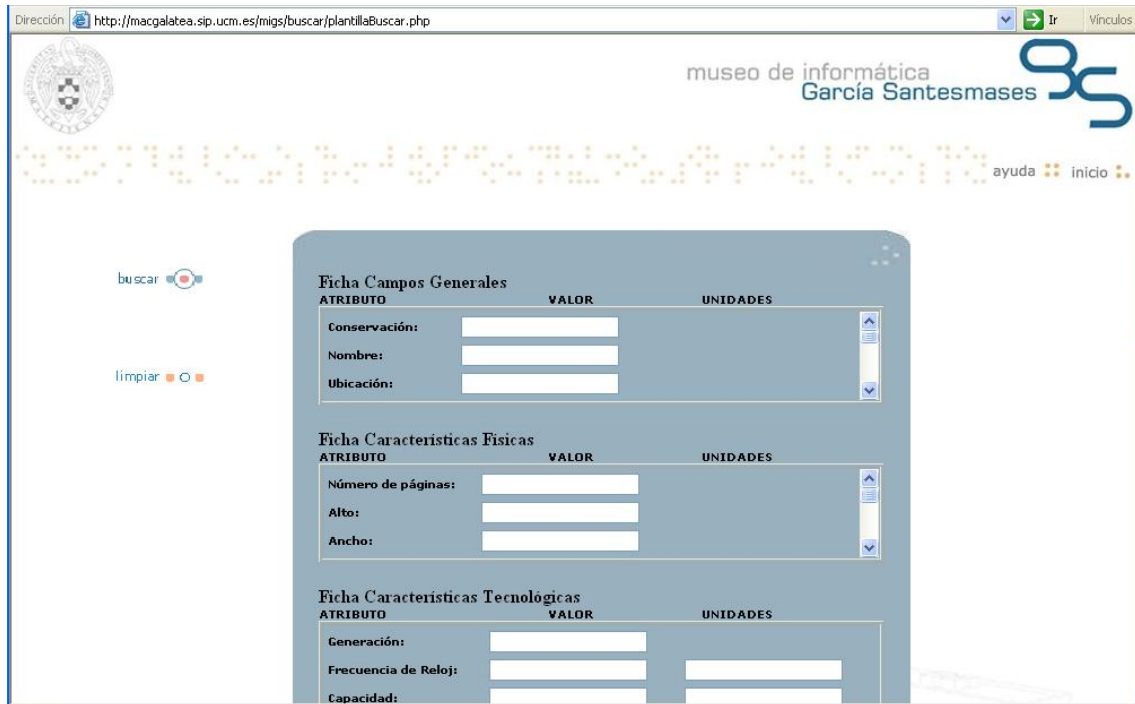 Dirección http://macgalatea.sip.ucm.es/migs/buscar/plantillaBuscar.php Ir Vínculos
museo de informática
García Santesmases
ayuda inicio
buscar
limpiar
Ficha Campos Generales
ATRIBUTO VALOR UNIDADES
Conservación:
Nombre:
Ubicación:
Ficha Características Físicas
ATRIBUTO VALOR UNIDADES
Número de páginas:
Alto:
Ancho:
Ficha Características Tecnológicas
ATRIBUTO VALOR UNIDADES
Generación:
Frecuencia de Reloj:
Capacidad: